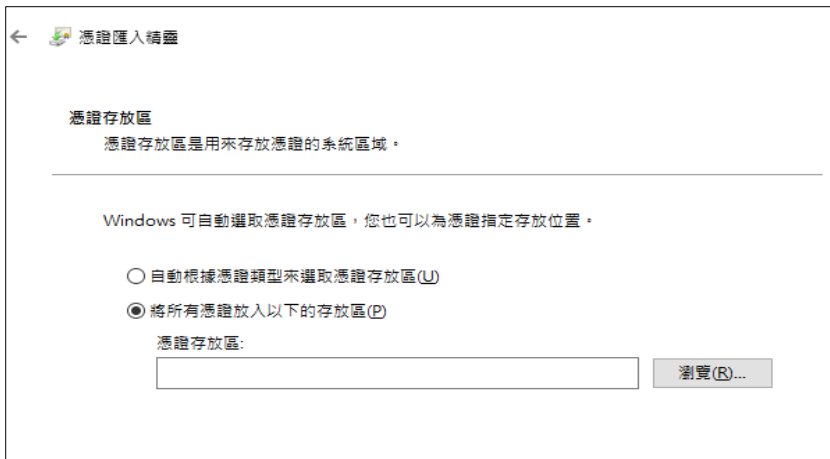 憑證匯入精靈
憑證存放區
憑證存放區是用來存放憑證的系統區域。
Windows 可自動選取憑證存放區，您也可以為憑證指定存放位置。
自動根據憑證類型來選取憑證存放區(U)
將所有憑證放入以下的存放區(P)
憑證存放區:
瀏覽(R)...